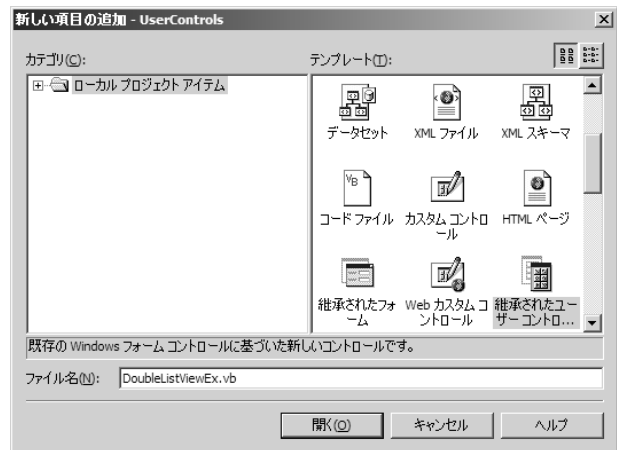 新しい項目の追加 - UserControls
カテゴリ(C):
テンプレート(T):
ローカル プロジェクト アイテム
データセット
XML ファイル
XML スキーマ
コード ファイル
カスタム コントロ
ール
HTML ページ
継承されたフォ
ーム
Web カスタム コ
ントロール
継承されたユー
ザー コントロ...
既存の Windows フォーム コントロールに基づいた新しいコントロールです。
ファイル名(N):
DoubleListViewEx.vb
開く(O)
キャンセル
ヘルプ